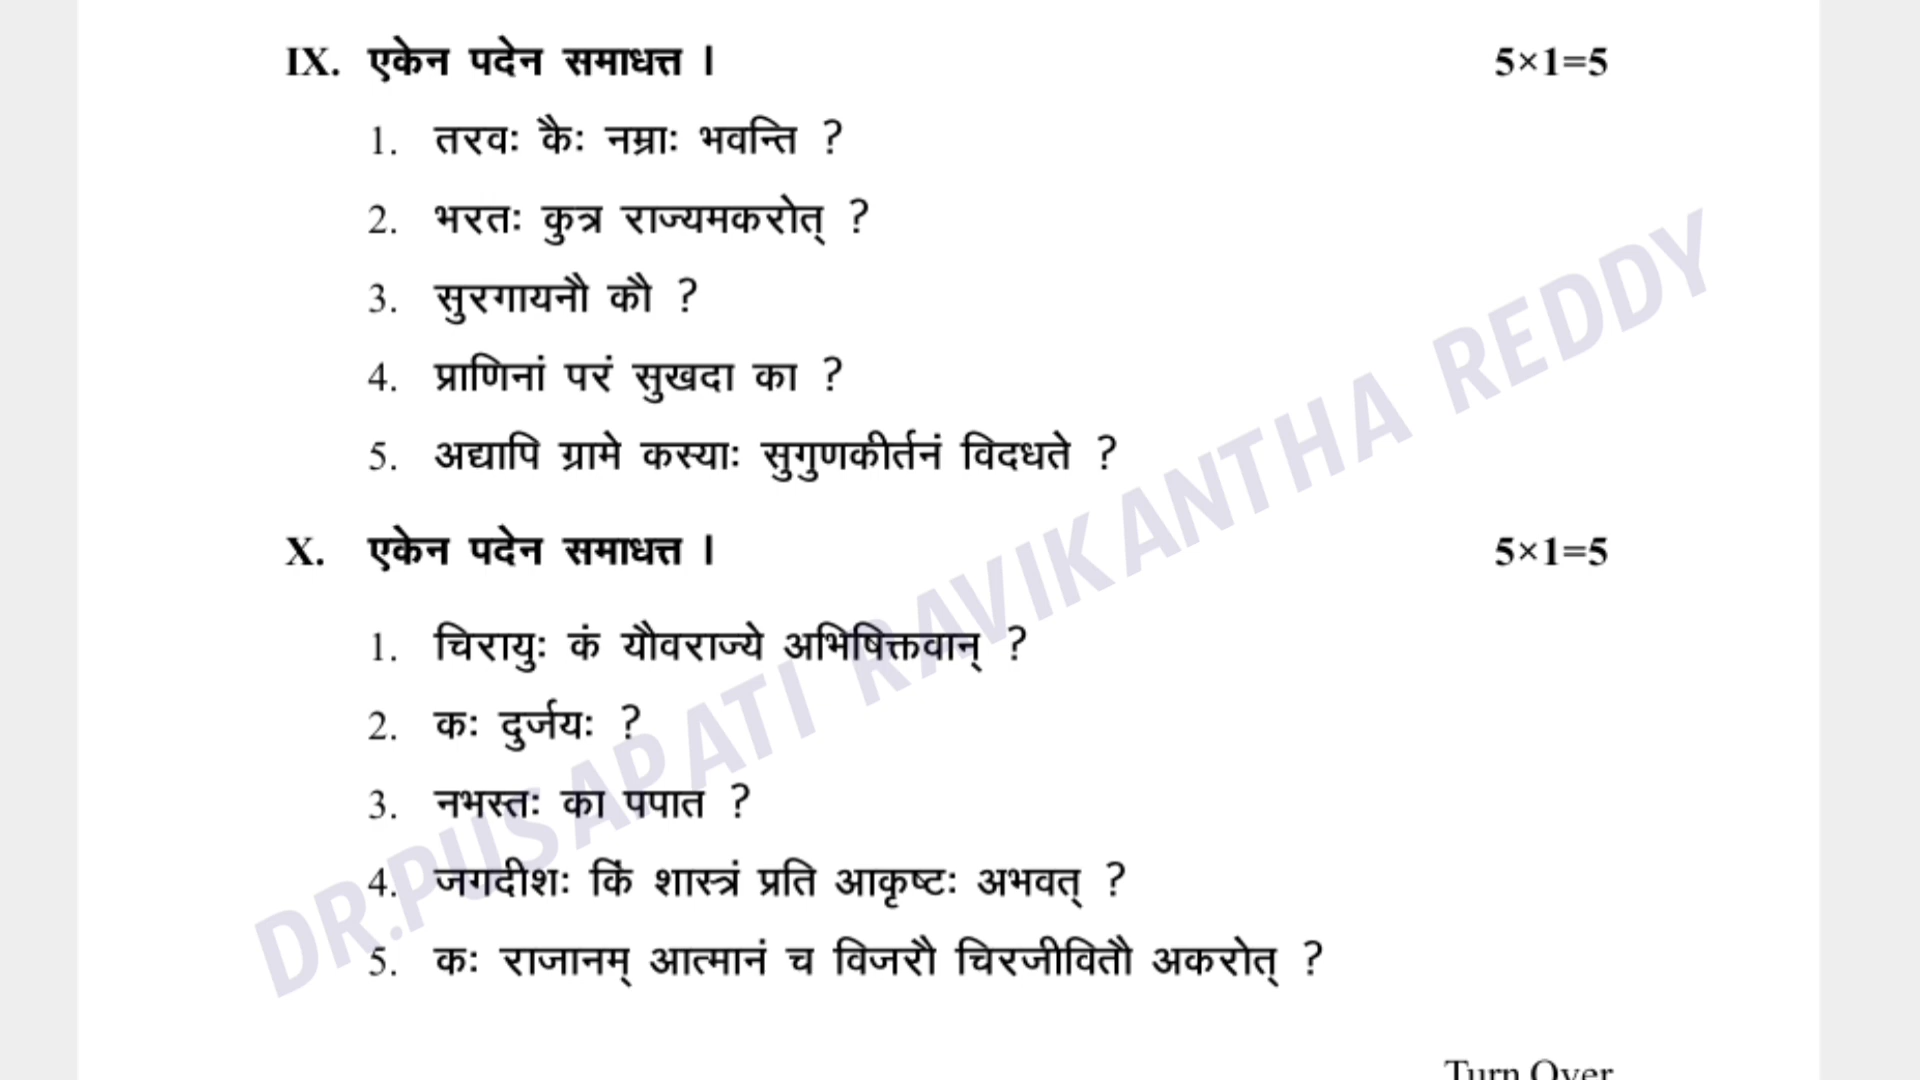 IX. एकेन पदेन समाधत्त । 5×1=5
1. तरवः कैः नम्राः भवन्ति ?
2. भरतः कुत्र राज्यमकरोत् ?
3. सुरगायनौ कौ ?
4. प्राणिनां परं सुखदा का ?
5. अद्यापि ग्रामे कस्याः सुगुणकीर्तनं विदधते ?
X. एकेन पदेन समाधत्त । 5×1=5
1. चिरायुः कं यौवराज्ये अभिषिक्तवान् ?
2. कः दुर्जयः ?
3. नभस्तः का पपात ?
4. जगदीशः किं शास्त्रं प्रति आकृष्टः अभवत् ?
5. कः राजानम् आत्मानं च विजरौ चिरजीवितौ अकरोत् ?
DR.PUSAPATI RAVIKANTHA REDDY
Turn Over